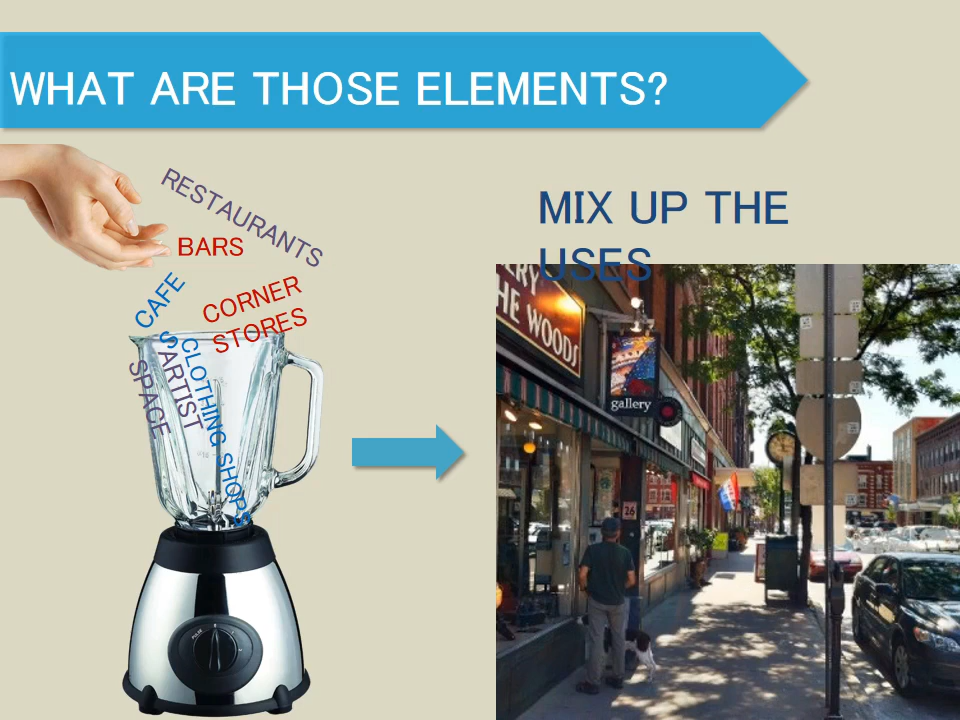 WHAT ARE THOSE ELEMENTS?
RESTAURANTS
BARS
CAFE
S
CORNER
STORES
CLOTHING SHOPS
ARTIST
SPACE
MIX UP THE
USES
THE WOODS
gallery
26